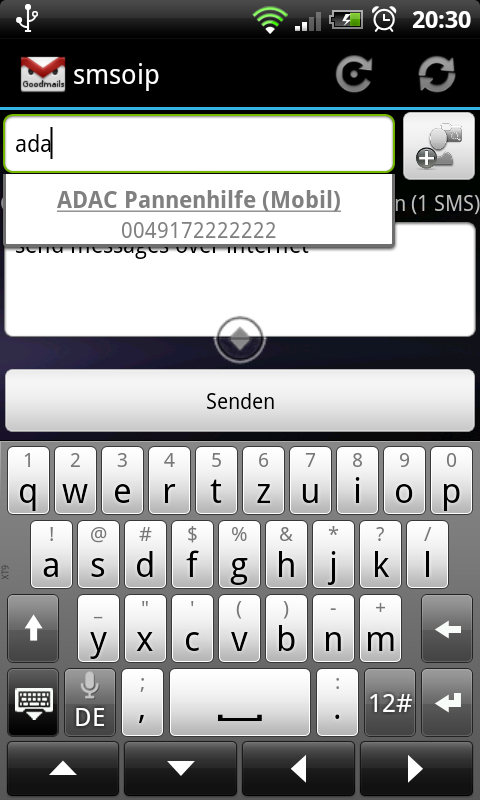 20:30
Goodmails
smsoip
ada
ADAC Pannenhilfe (Mobil)
0049172222222
n (1 SMS)
send messages over internet
Senden
1 2 3 4 5 6 7 8 9 0
q w e r t z u i o p
! @ # $ % & * ? /
a s d f g h j k l
XT9
_ " ' ( ) - +
y x c v b n m
; :
DE , . 12#